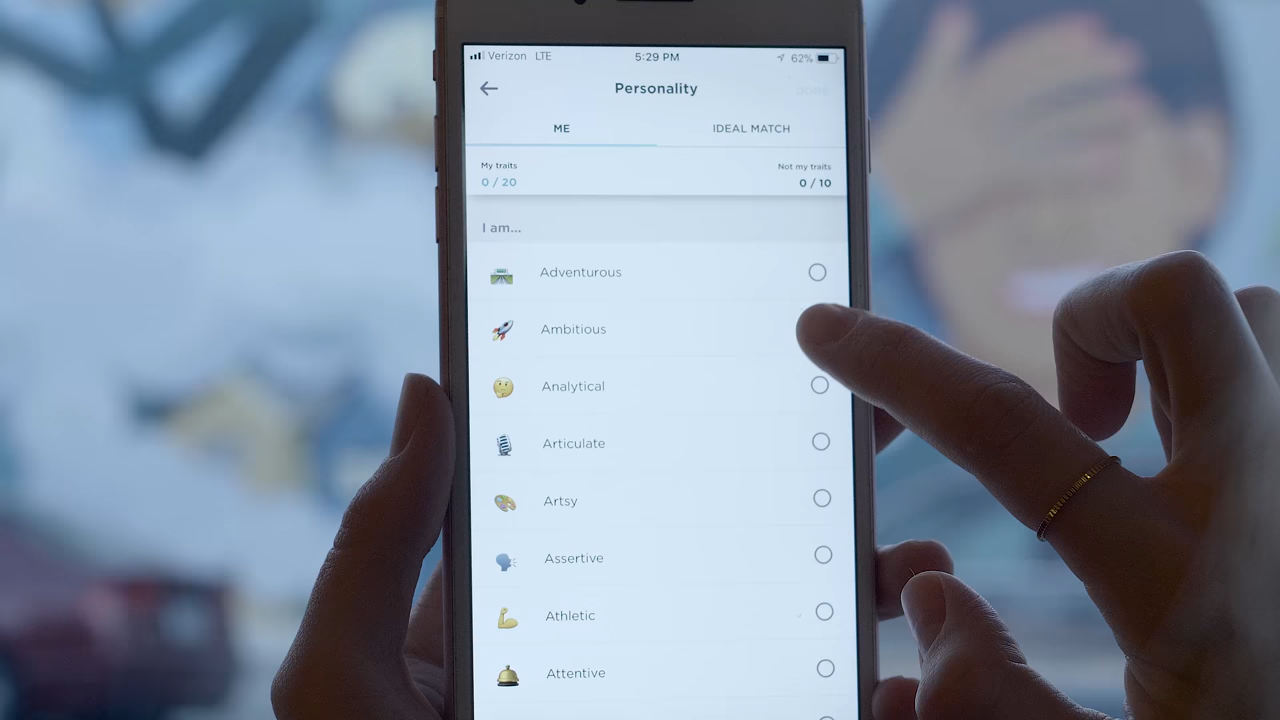 Verizon LTE 5:29 PM 62%
Personality DONE
ME IDEAL MATCH
My traits Not my traits
0 / 20 0 / 10
I am...
Adventurous
Ambitious
Analytical
Articulate
Artsy
Assertive
Athletic
Attentive